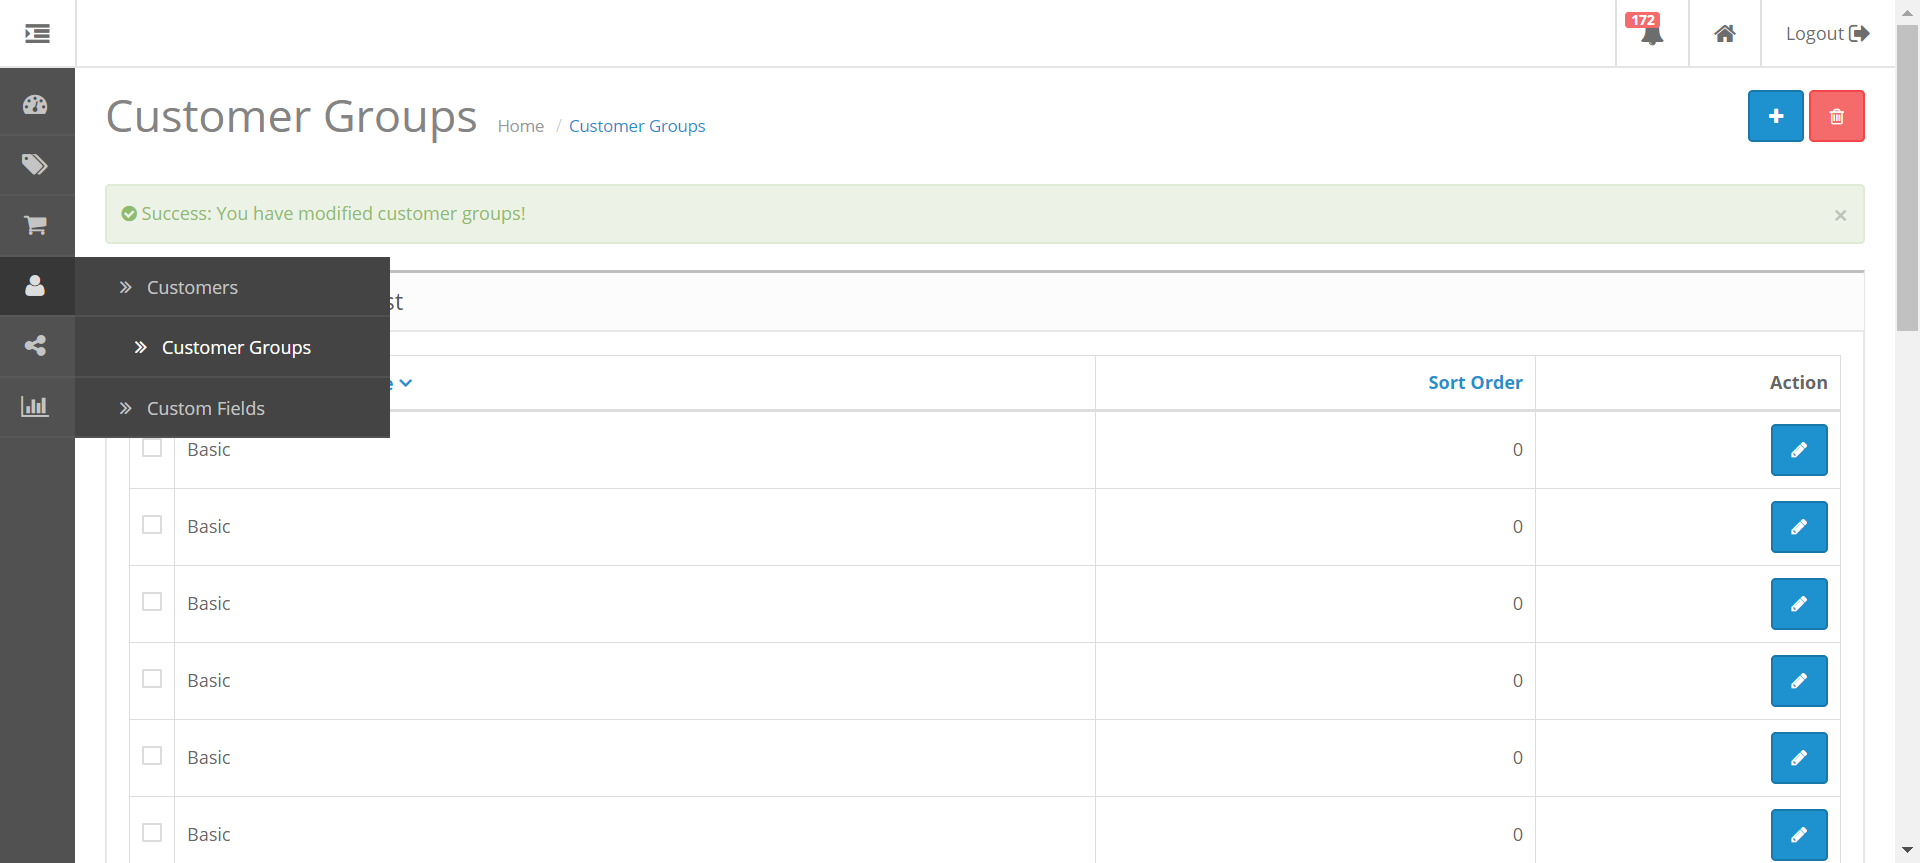 172
Logout
Customer Groups
Home / Customer Groups
Success: You have modified customer groups!
×
Customers
Customer Groups
Custom Fields
Sort Order
Action
Basic 0
Basic 0
Basic 0
Basic 0
Basic 0
Basic 0